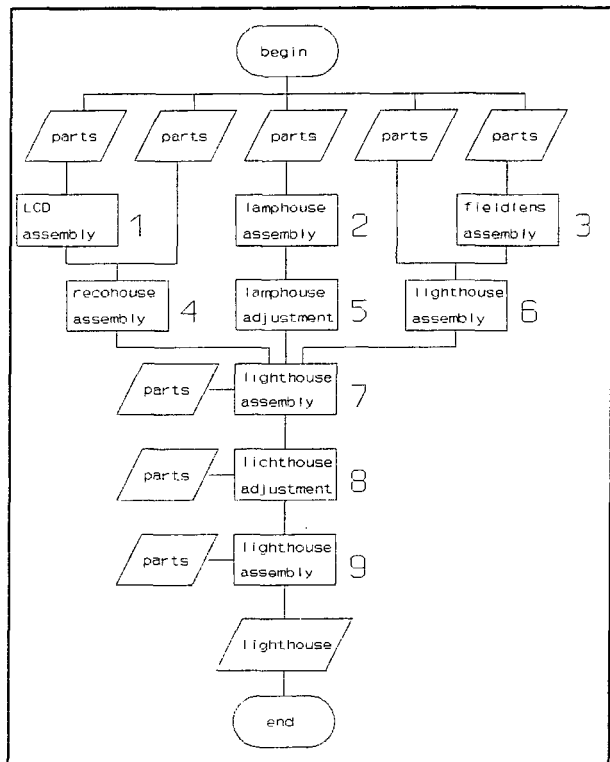 begin
parts
parts
parts
parts
parts
LCD
assembly
1
lamphouse
assembly
2
fieldlens
assembly
3
recohouse
assembly
4
lamphouse
adjustment
5
lighthouse
assembly
6
parts
lighthouse
assembly
7
parts
lichthouse
adjustment
8
parts
lighthouse
assembly
9
lighthouse
end